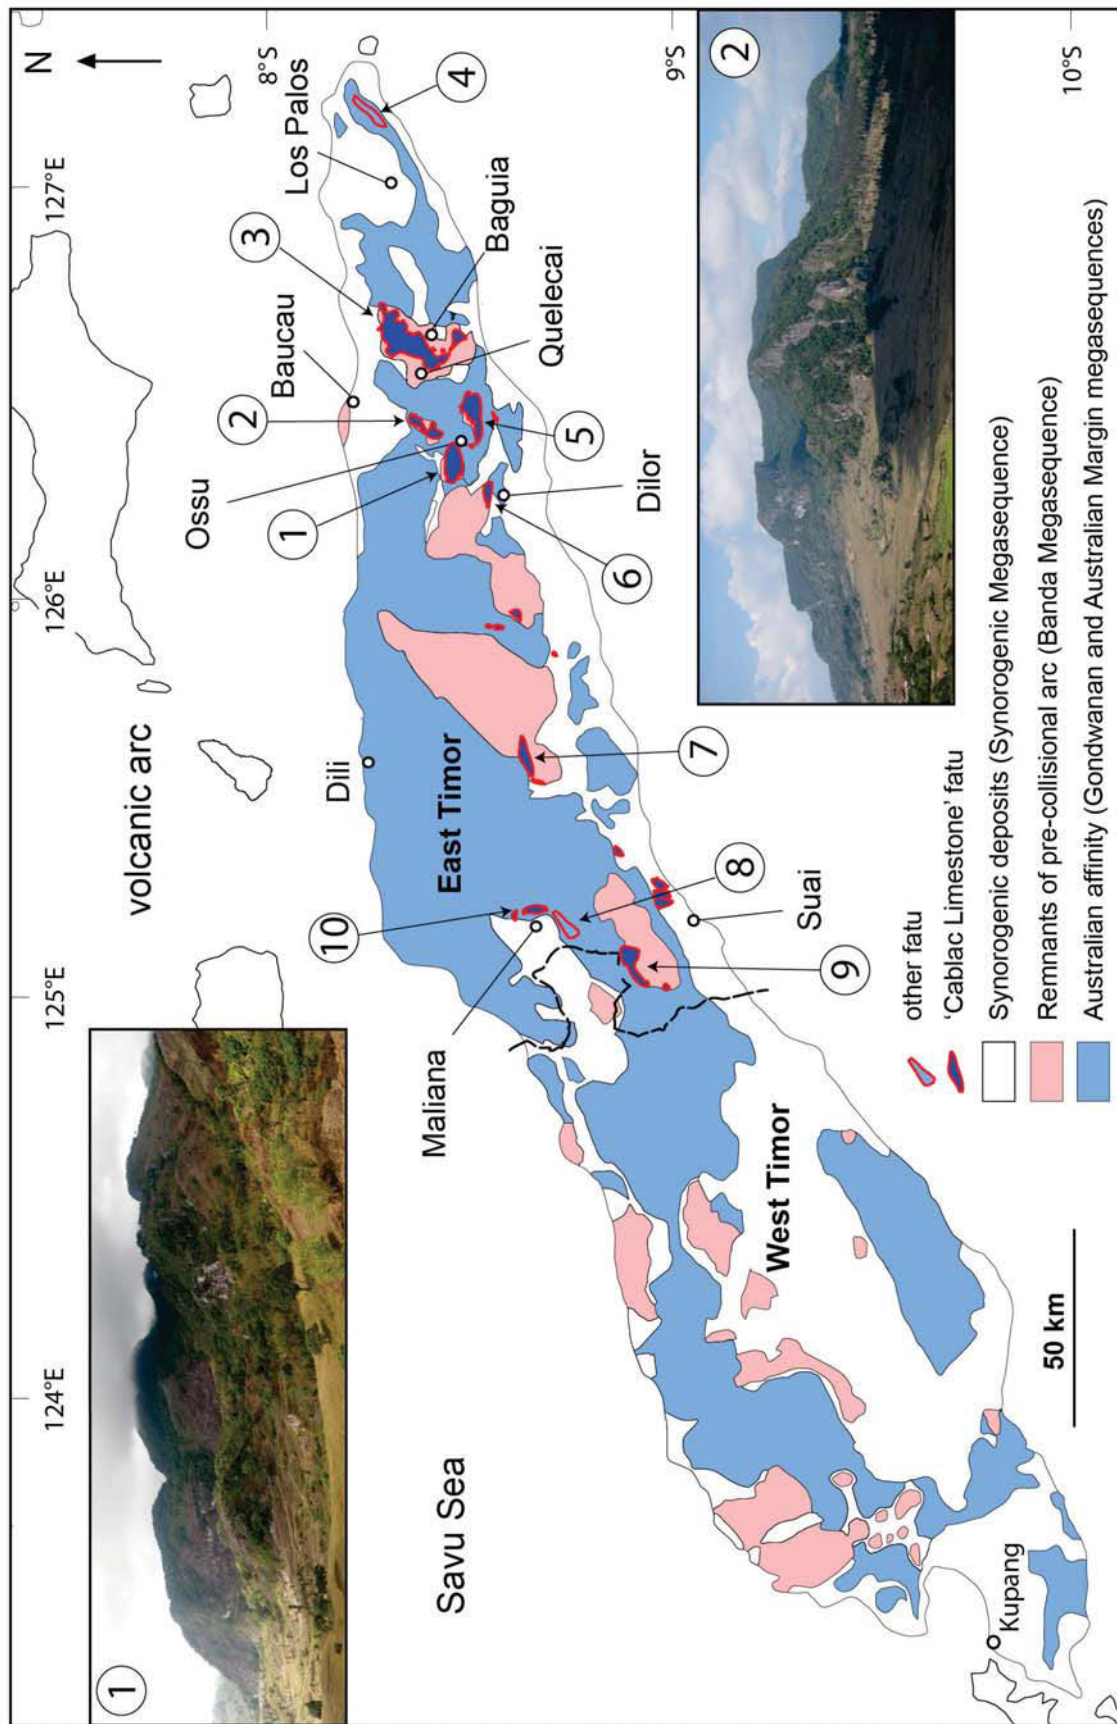 1
124°E
125°E
126°E
127°E
N
8°S
9°S
10°S
volcanic arc
Savu Sea
Dili
Ossu
Baucau
Los Palos
Baguia
Quelecai
Dilor
Maliana
Suai
Kupang
East Timor
West Timor
1
2
3
4
5
6
7
8
9
10
50 km
2
other fatu
'Cablac Limestone' fatu
Synorogenic deposits (Synorogenic Megasequence)
Remnants of pre-collisional arc (Banda Megasequence)
Australian affinity (Gondwanan and Australian Margin megasequences)